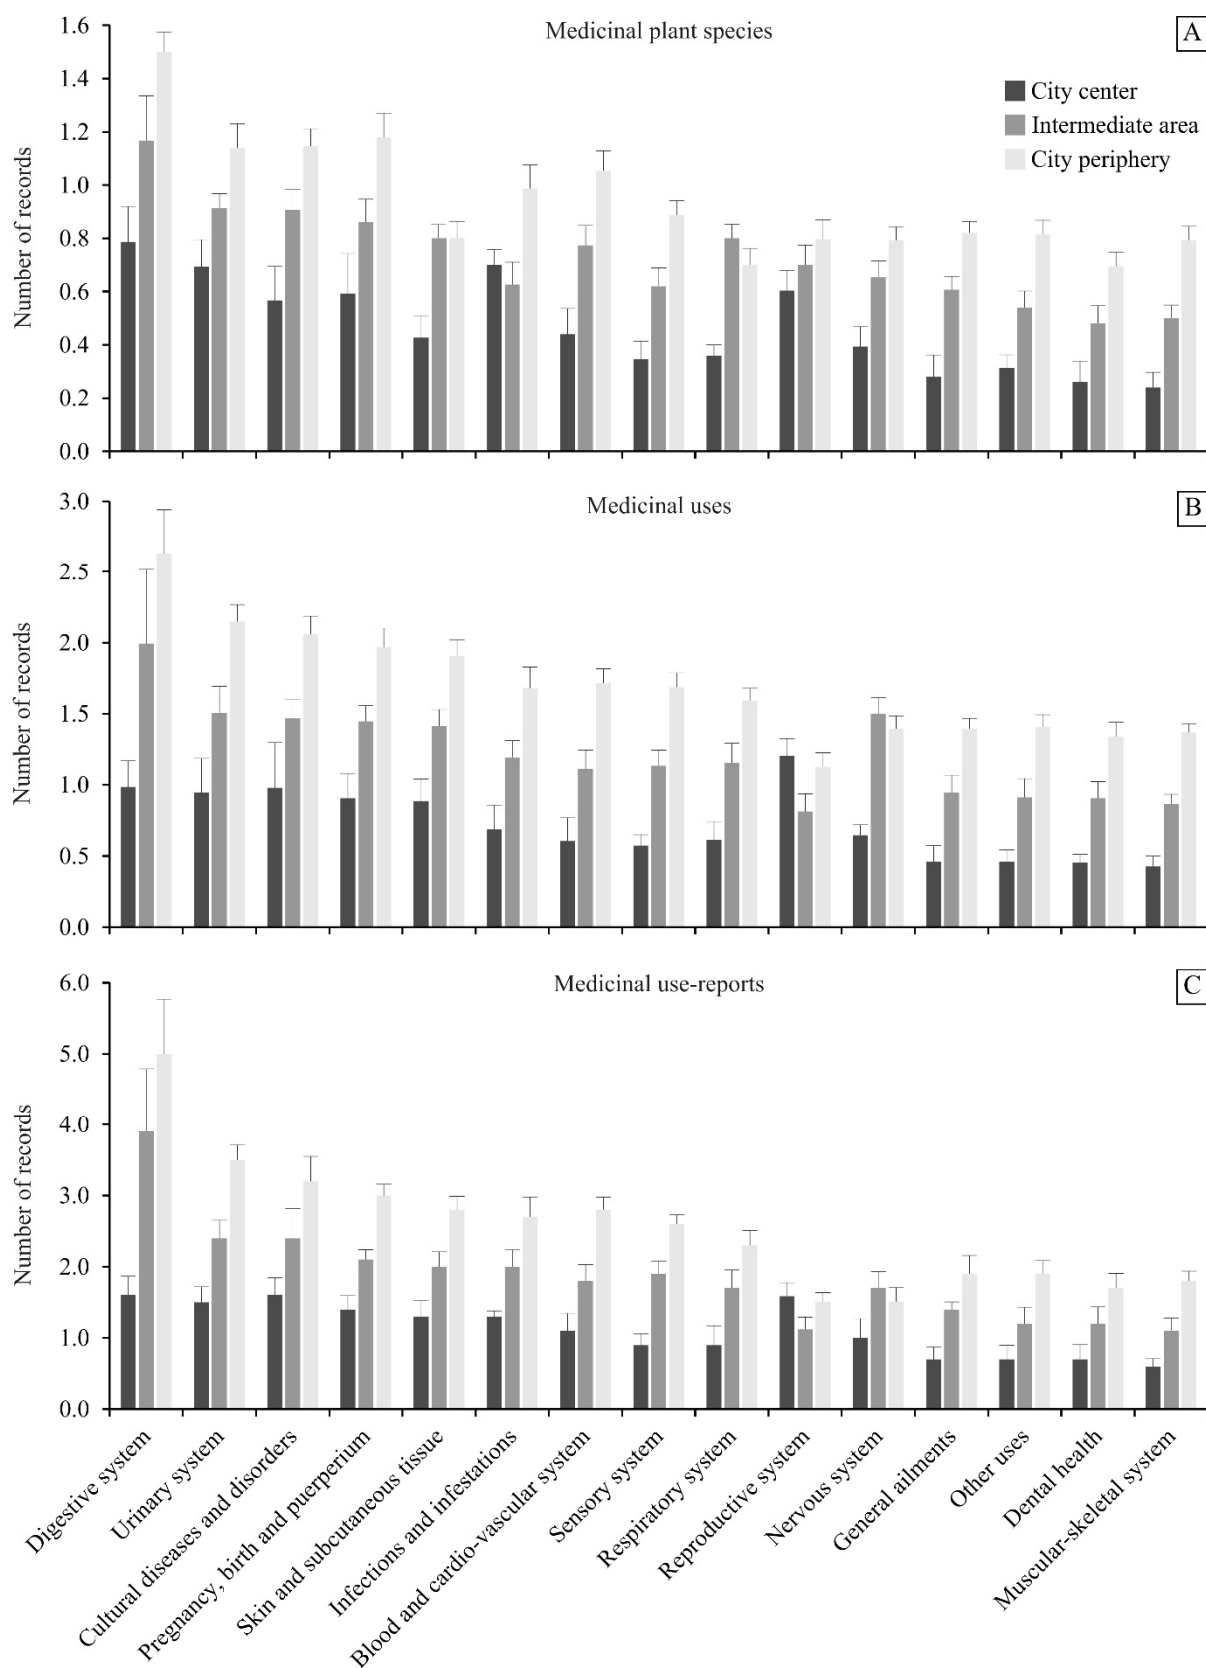 Medicinal plant species
A
1.6
1.4
1.2
1.0
0.8
0.6
0.4
0.2
0.0
Number of records
City center
Intermediate area
City periphery
Medicinal uses
B
3.0
2.5
2.0
1.5
1.0
0.5
0.0
Number of records
Medicinal use-reports
C
6.0
5.0
4.0
3.0
2.0
1.0
0.0
Number of records
Digestive system
Urinary system
Cultural diseases and disorders
Pregnancy, birth and puerperium
Skin and subcutaneous tissue
Infections and infestations
Blood and cardio-vascular system
Sensory system
Respiratory system
Reproductive system
Nervous system
General ailments
Other uses
Dental health
Muscular-skeletal system